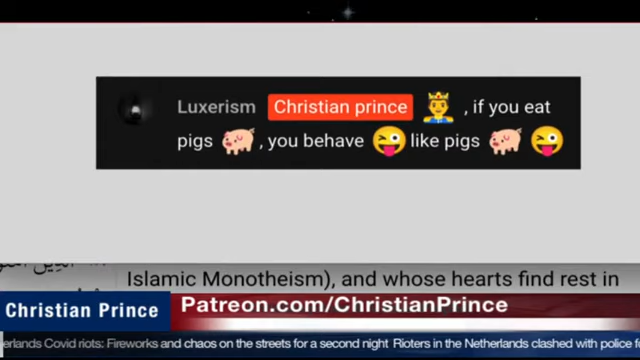 Luxerism Christian prince 🤴 , if you eat
pigs 🐖 , you behave 😜 like pigs 🐖 😜
Islamic Monotheism), and whose hearts find rest in
Christian Prince
Patreon.com/ChristianPrince
erlands Covid riots: Fireworks and chaos on the streets for a second night Rioters in the Netherlands clashed with police fi